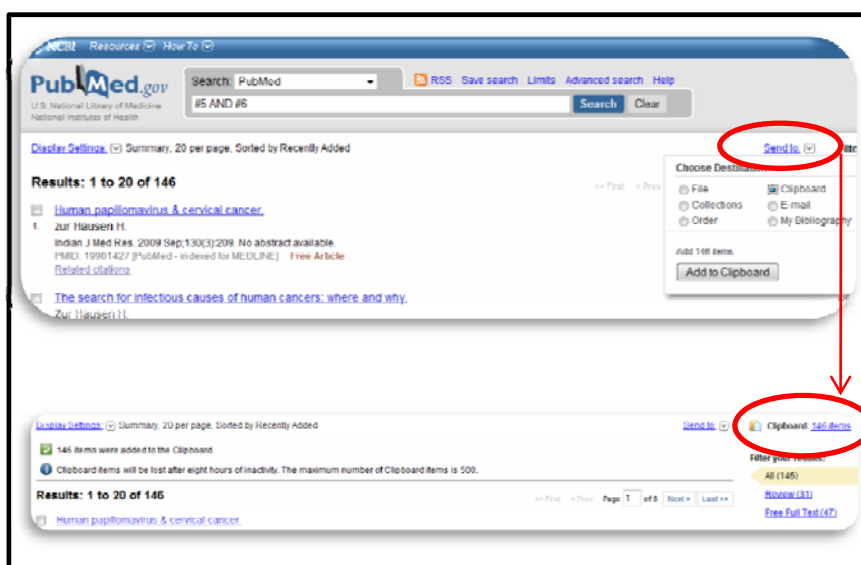 NCBI Resources How To
PubMed.gov
U.S. National Library of Medicine
National Institutes of Health
Search: PubMed
RSS Save search Limits Advanced search Help
#5 AND #6
Search Clear
Display Settings: Summary, 20 per page, Sorted by Recently Added
Send to:
Filte
Choose Destination
File
Clipboard
Collections
E-mail
Order
My Bibliography
Add 146 items.
Add to Clipboard
Results: 1 to 20 of 146
<< First < Prev
Human papillomavirus & cervical cancer.
1. zur Hausen H.
Indian J Med Res. 2009 Sep;130(3):209. No abstract available.
PMID: 19901427 [PubMed - indexed for MEDLINE] Free Article
Related citations
The search for infectious causes of human cancers: where and why.
Zur Hausen H.
Display Settings: Summary, 20 per page, Sorted by Recently Added
Send to:
Clipboard: 146 items
146 items were added to the Clipboard
Clipboard items will be lost after eight hours of inactivity. The maximum number of Clipboard items is 500.
Filter your results:
All (146)
Review (31)
Free Full Text (47)
Results: 1 to 20 of 146
<< First < Prev Page 1 of 8 Next > Last >>
Human papillomavirus & cervical cancer.